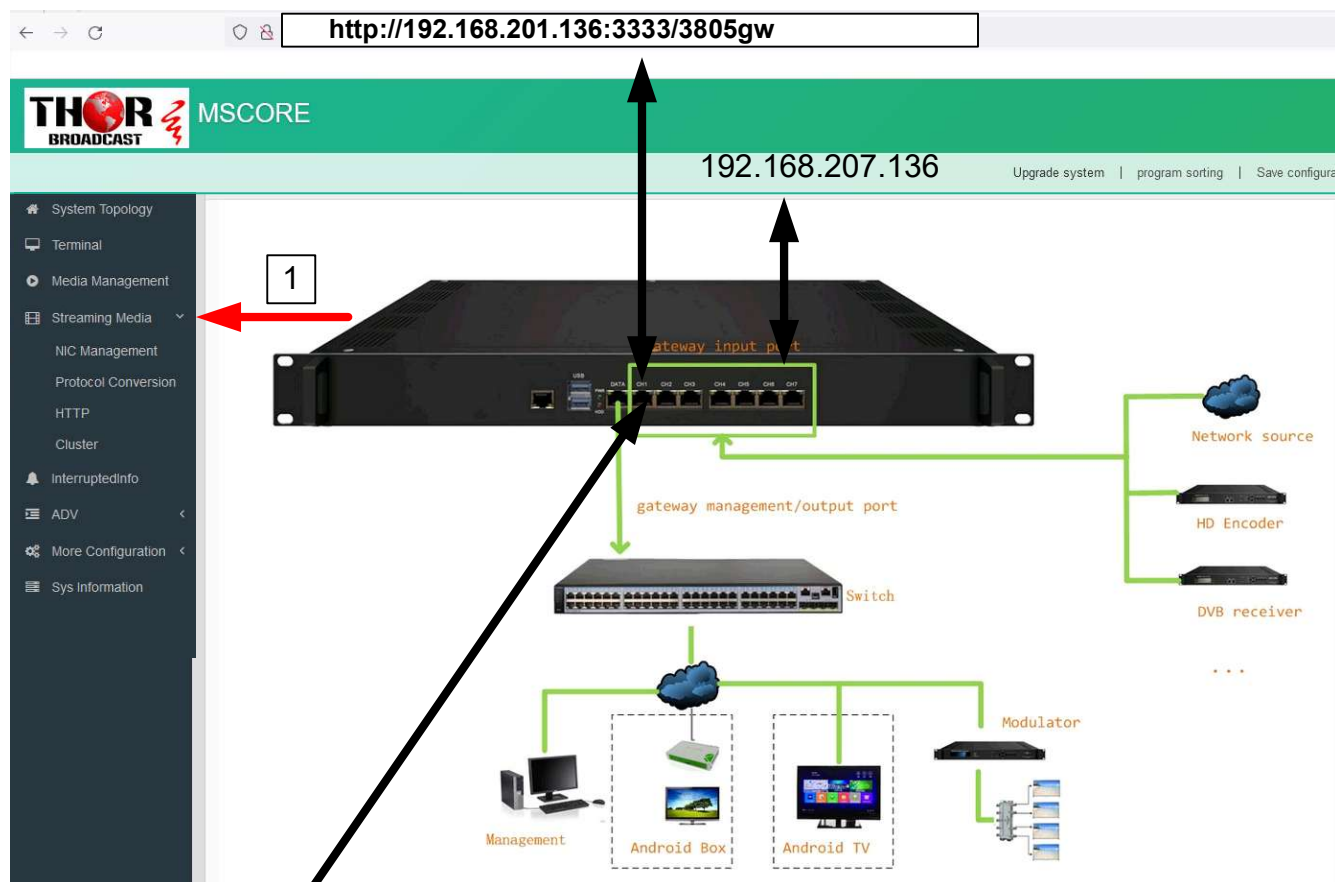 http://192.168.201.136:3333/3805gw
THOR
BROADCAST
MSCORE
192.168.207.136
Upgrade system | program sorting | Save configura
System Topology
Terminal
Media Management
Streaming Media
NIC Management
Protocol Conversion
HTTP
Cluster
InterruptedInfo
ADV
More Configuration
Sys Information
1
gateway input port
USB
DATA CH1 CH2 CH3 CH4 CH5 CH6 CH7
PWR
HDD
Network source
HD Encoder
DVB receiver
...
gateway management/output port
Switch
Modulator
Management
Android Box
Android TV